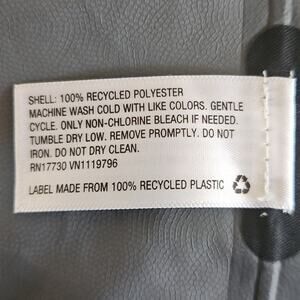 SHELL: 100% RECYCLED POLYESTER
MACHINE WASH COLD WITH LIKE COLORS. GENTLE
CYCLE. ONLY NON-CHLORINE BLEACH IF NEEDED.
TUMBLE DRY LOW. REMOVE PROMPTLY. DO NOT
IRON. DO NOT DRY CLEAN.
RN17730 VN1119796
LABEL MADE FROM 100% RECYCLED PLASTIC